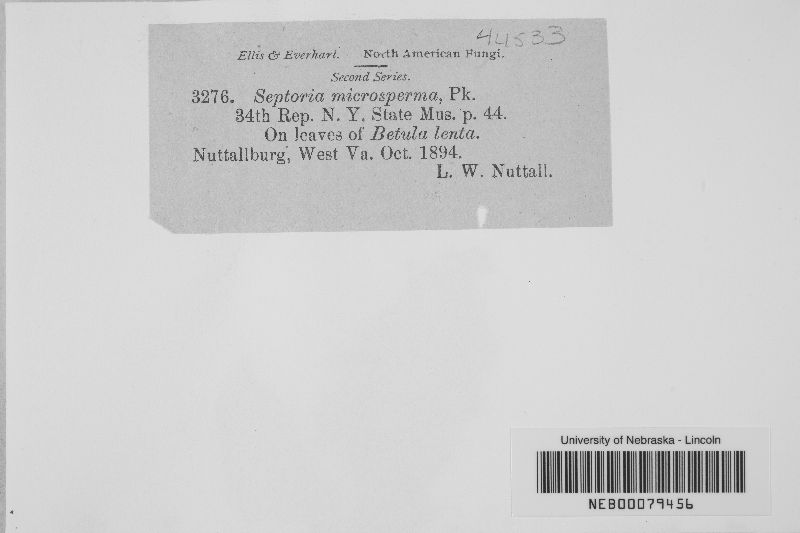 44533
Ellis & Everhart. North American Fungi.
Second Series.
3276. Septoria microsperma, Pk.
34th Rep. N. Y. State Mus. p. 44.
On leaves of Betula lenta.
Nuttallburg, West Va. Oct. 1894.
L. W. Nuttall.
University of Nebraska - Lincoln
NEB00079456